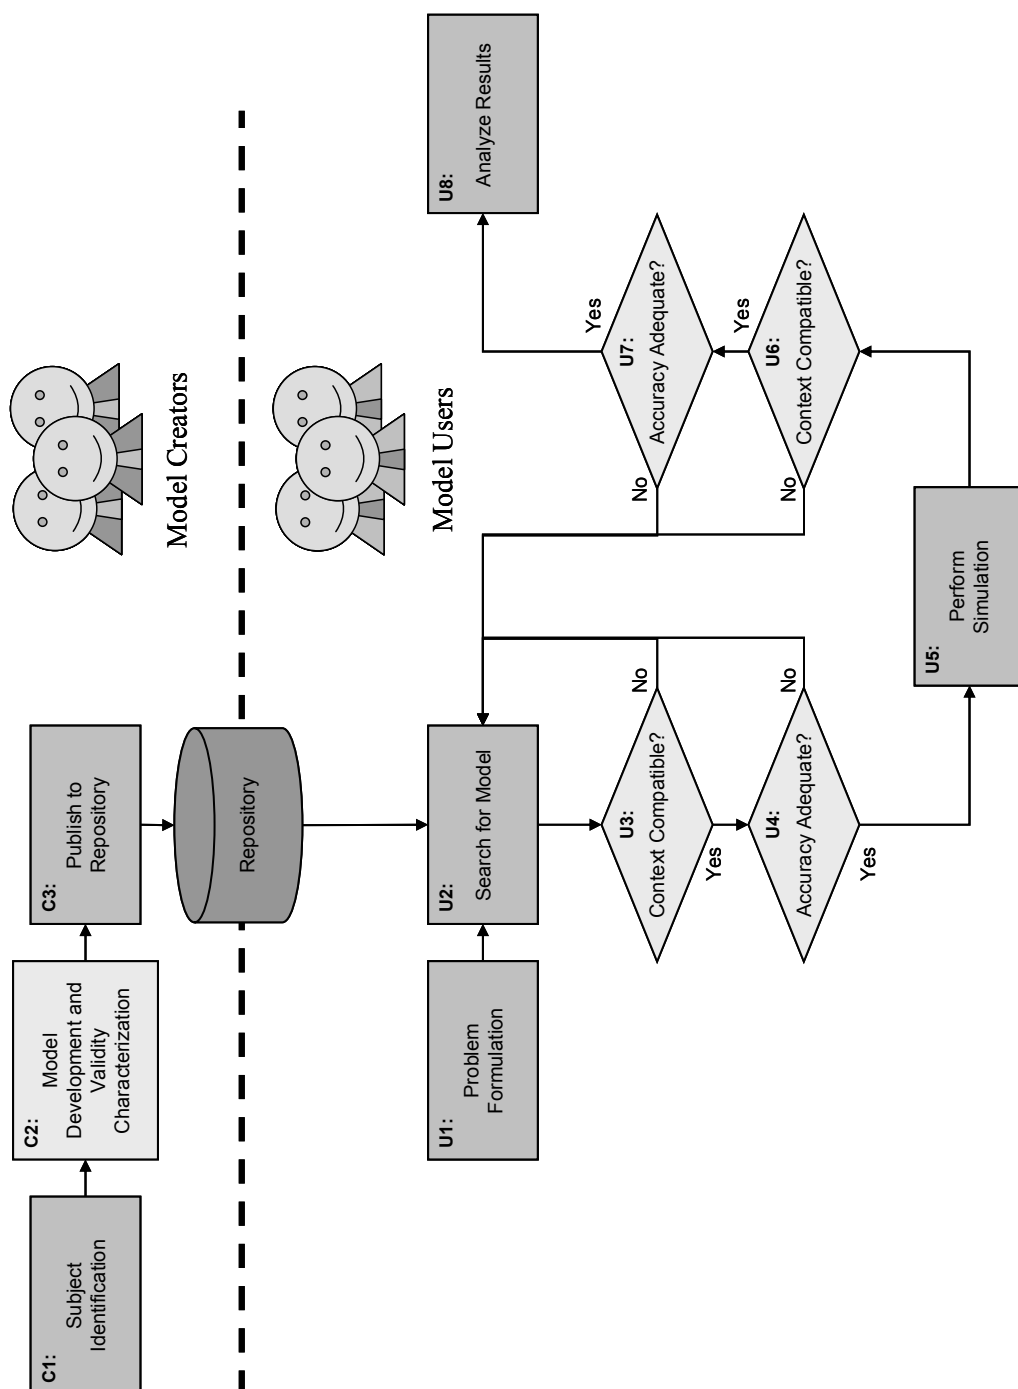 C1:
Subject
Identification
C2:
Model
Development and
Validity
Characterization
C3:
Publish to
Repository
Model Creators
Repository
Model Users
U1:
Problem
Formulation
U2:
Search for Model
U3:
Context Compatible?
No
Yes
U4:
Accuracy Adequate?
No
Yes
U5:
Perform
Simulation
U6:
Context Compatible?
No
Yes
U7:
Accuracy Adequate?
No
Yes
U8:
Analyze Results